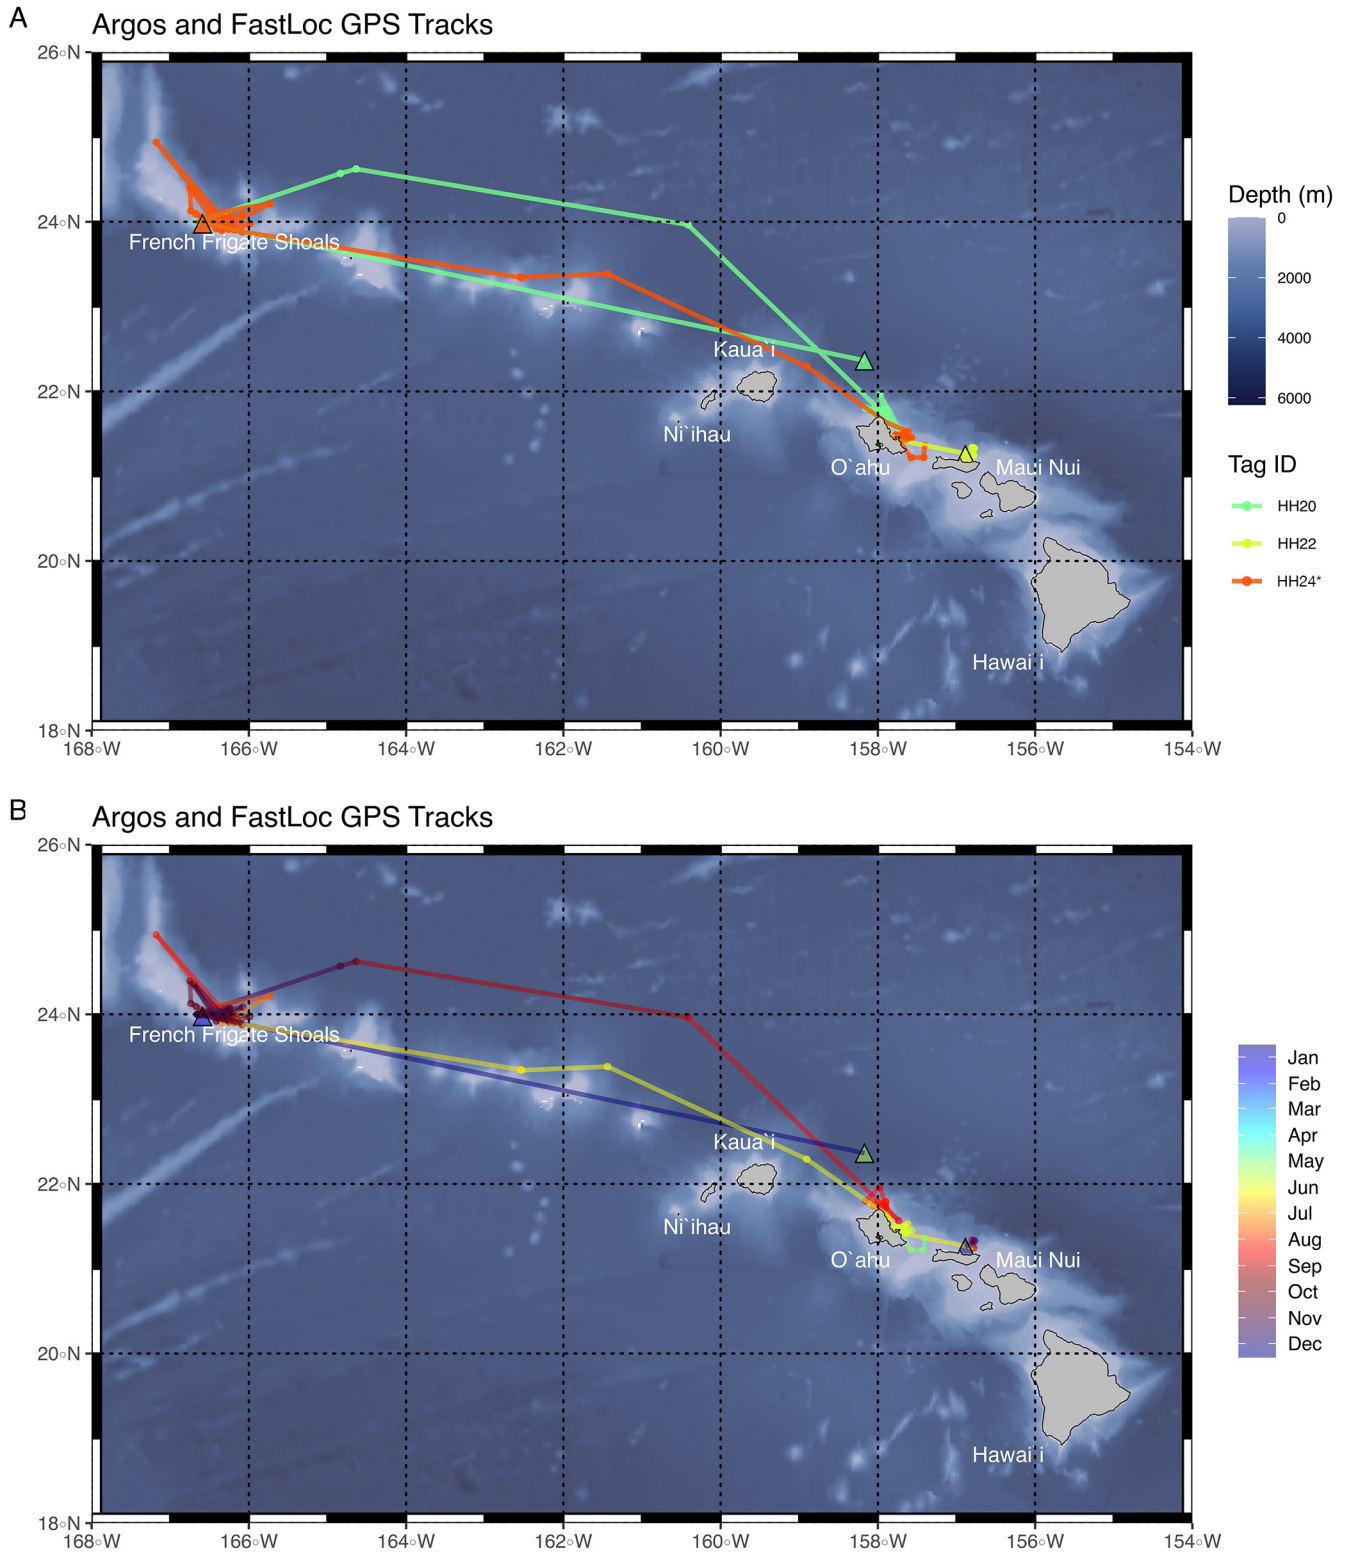 A
Argos and FastLoc GPS Tracks
26°N
24°N
22°N
20°N
18°N
168°W 166°W 164°W 162°W 160°W 158°W 156°W 154°W
French Frigate Shoals
Kaua`i
Ni`ihau
O`ahu
Maui Nui
Hawai i
Depth (m)
0
2000
4000
6000
Tag ID
HH20
HH22
HH24*
B
Argos and FastLoc GPS Tracks
26°N
24°N
22°N
20°N
18°N
168°W 166°W 164°W 162°W 160°W 158°W 156°W 154°W
French Frigate Shoals
Kaua`i
Ni`ihau
O`ahu
Maui Nui
Hawai i
Jan
Feb
Mar
Apr
May
Jun
Jul
Aug
Sep
Oct
Nov
Dec